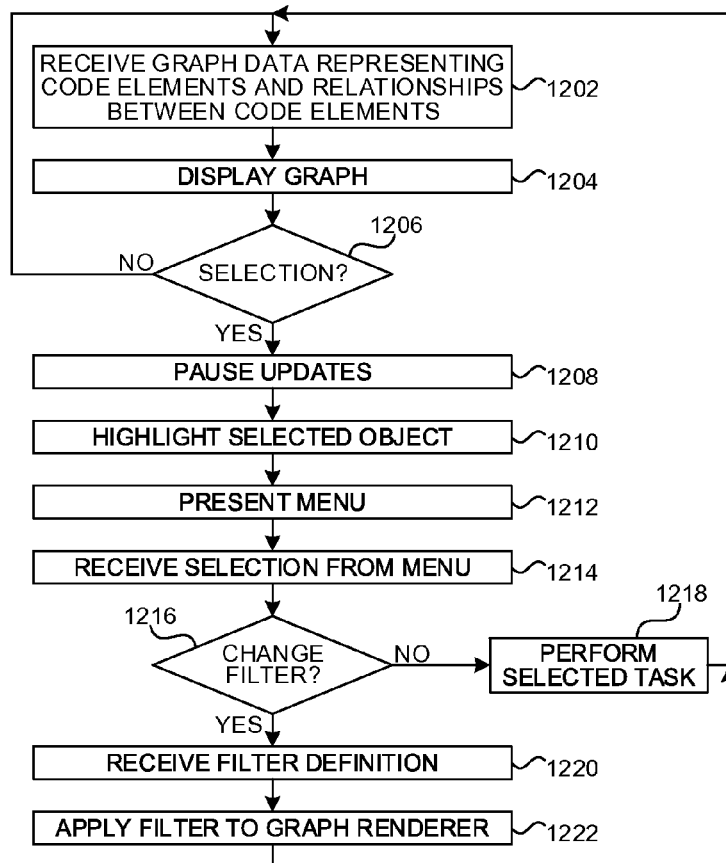 RECEIVE GRAPH DATA REPRESENTING
CODE ELEMENTS AND RELATIONSHIPS
BETWEEN CODE ELEMENTS
1202
DISPLAY GRAPH
1204
1206
NO
SELECTION?
YES
PAUSE UPDATES
1208
HIGHLIGHT SELECTED OBJECT
1210
PRESENT MENU
1212
RECEIVE SELECTION FROM MENU
1214
1216
CHANGE
FILTER?
NO
1218
PERFORM
SELECTED TASK
YES
RECEIVE FILTER DEFINITION
1220
APPLY FILTER TO GRAPH RENDERER
1222